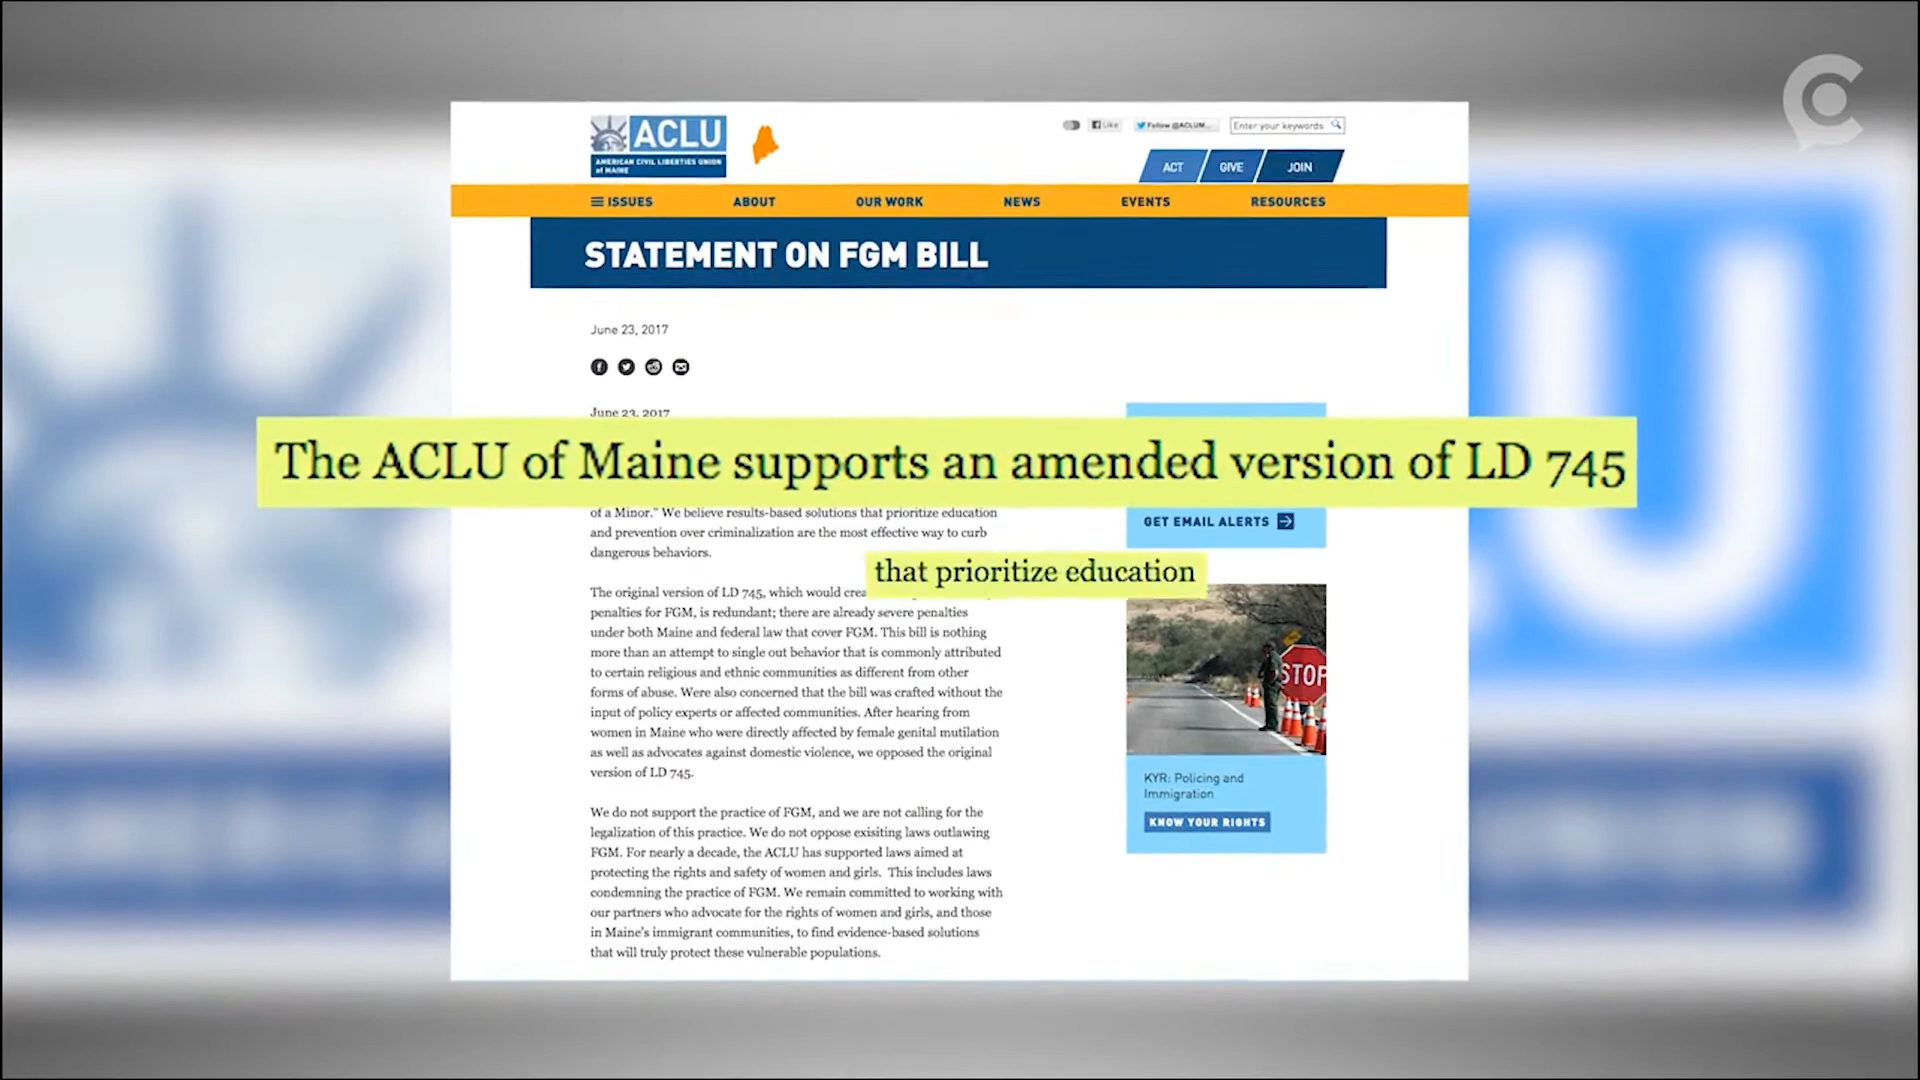 ACLU
AMERICAN CIVIL LIBERTIES UNION
of MAINE
Like
Follow @ACLUM...
Enter your keywords
ACT
GIVE
JOIN
ISSUES
ABOUT
OUR WORK
NEWS
EVENTS
RESOURCES
STATEMENT ON FGM BILL
June 23, 2017
June 23, 2017
The ACLU of Maine supports an amended version of LD 745
of a Minor." We believe results-based solutions that prioritize education
and prevention over criminalization are the most effective way to curb
dangerous behaviors.
that prioritize education
The original version of LD 745, which would crea
penalties for FGM, is redundant; there are already severe penalties
under both Maine and federal law that cover FGM. This bill is nothing
more than an attempt to single out behavior that is commonly attributed
to certain religious and ethnic communities as different from other
forms of abuse. Were also concerned that the bill was crafted without the
input of policy experts or affected communities. After hearing from
women in Maine who were directly affected by female genital mutilation
as well as advocates against domestic violence, we opposed the original
version of LD 745.
We do not support the practice of FGM, and we are not calling for the
legalization of this practice. We do not oppose exisiting laws outlawing
FGM. For nearly a decade, the ACLU has supported laws aimed at
protecting the rights and safety of women and girls. This includes laws
condemning the practice of FGM. We remain committed to working with
our partners who advocate for the rights of women and girls, and those
in Maine's immigrant communities, to find evidence-based solutions
that will truly protect these vulnerable populations.
GET EMAIL ALERTS
STOP
KYR: Policing and
Immigration
KNOW YOUR RIGHTS